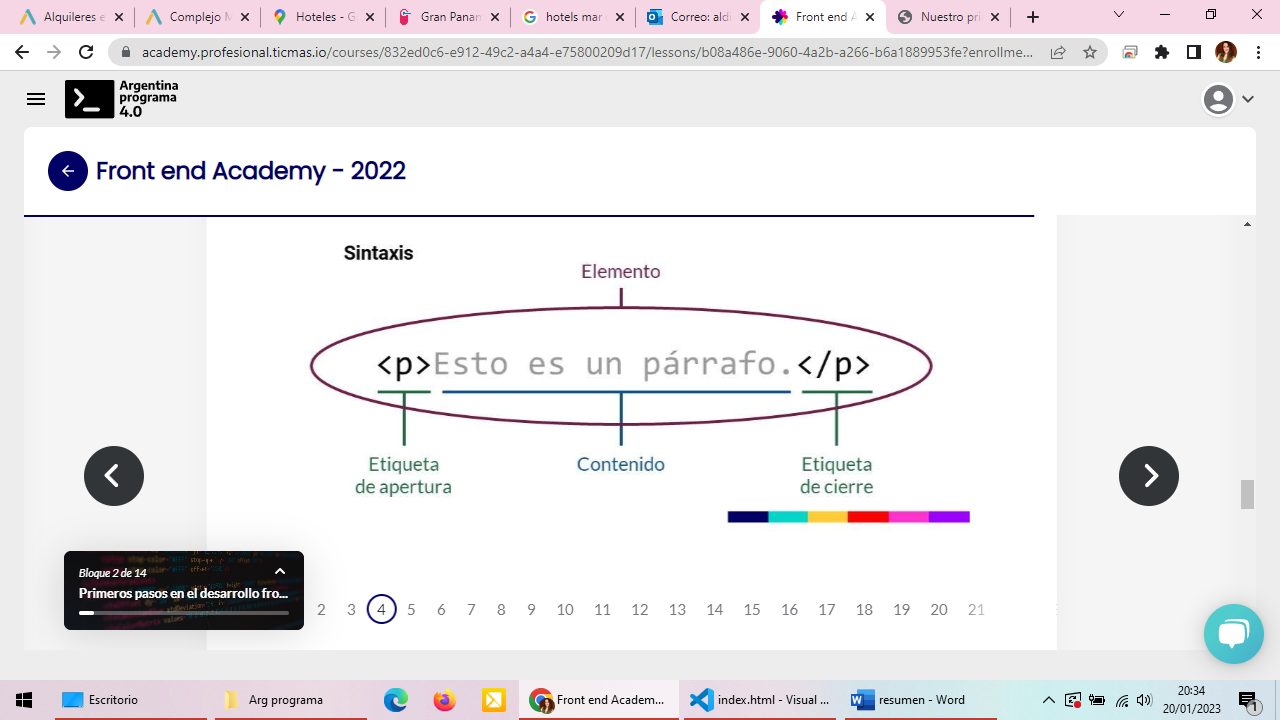 Alquileres e
Complejo M
Hoteles - G
Gran Panam
hotels mar
Correo: aldi
Front end A
Nuestro pri
academy.profesional.ticmas.io/courses/832ed0c6-e912-49c2-a4a4-e75800209d17/lessons/b08a486e-9060-4a2b-a266-b6a1889953fe?enrollme...
Argentina
programa
4.0
Front end Academy - 2022
Sintaxis
Elemento
<p>Esto es un párrafo.</p>
Etiqueta
de apertura
Contenido
Etiqueta
de cierre
Bloque 2 de 14
Primeros pasos en el desarrollo fro...
2 3 4 5 6 7 8 9 10 11 12 13 14 15 16 17 18 19 20 21
Escritorio
Arg programa
Front end Academ...
index.html - Visual ...
resumen - Word
20:34
20/01/2023
1